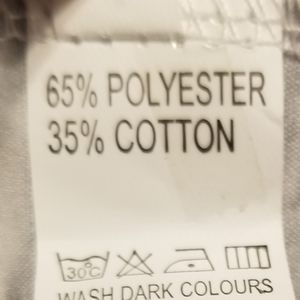 65% POLYESTER
35% COTTON
30°C
WASH DARK COLOURS